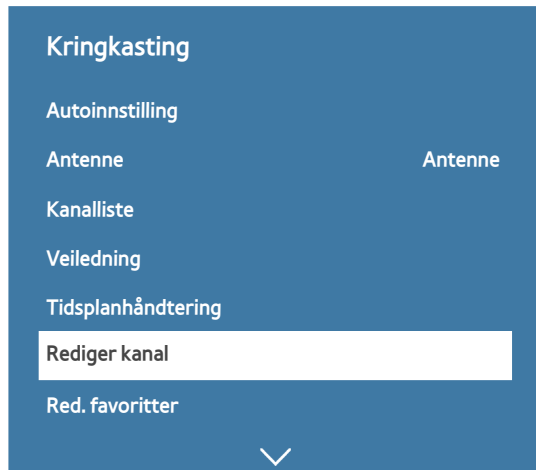 Kringkasting
Autoinnstilling
Antenne Antenne
Kanalliste
Veiledning
Tidsplanhåndtering
Rediger kanal
Red. favoritter